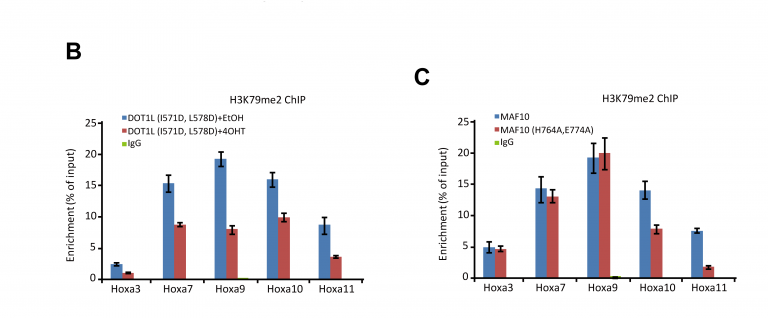 B
H3K79me2 ChIP
DOT1L (I571D, L578D)+EtOH
DOT1L (I571D, L578D)+4OHT
IgG
Enrichment (% of input)
25
20
15
10
5
0
Hoxa3 Hoxa7 Hoxa9 Hoxa10 Hoxa11
C
H3K79me2 ChIP
MAF10
MAF10 (H764A,E774A)
IgG
Enrichment (% of input)
25
20
15
10
5
0
Hoxa3 Hoxa7 Hoxa9 Hoxa10 Hoxa11